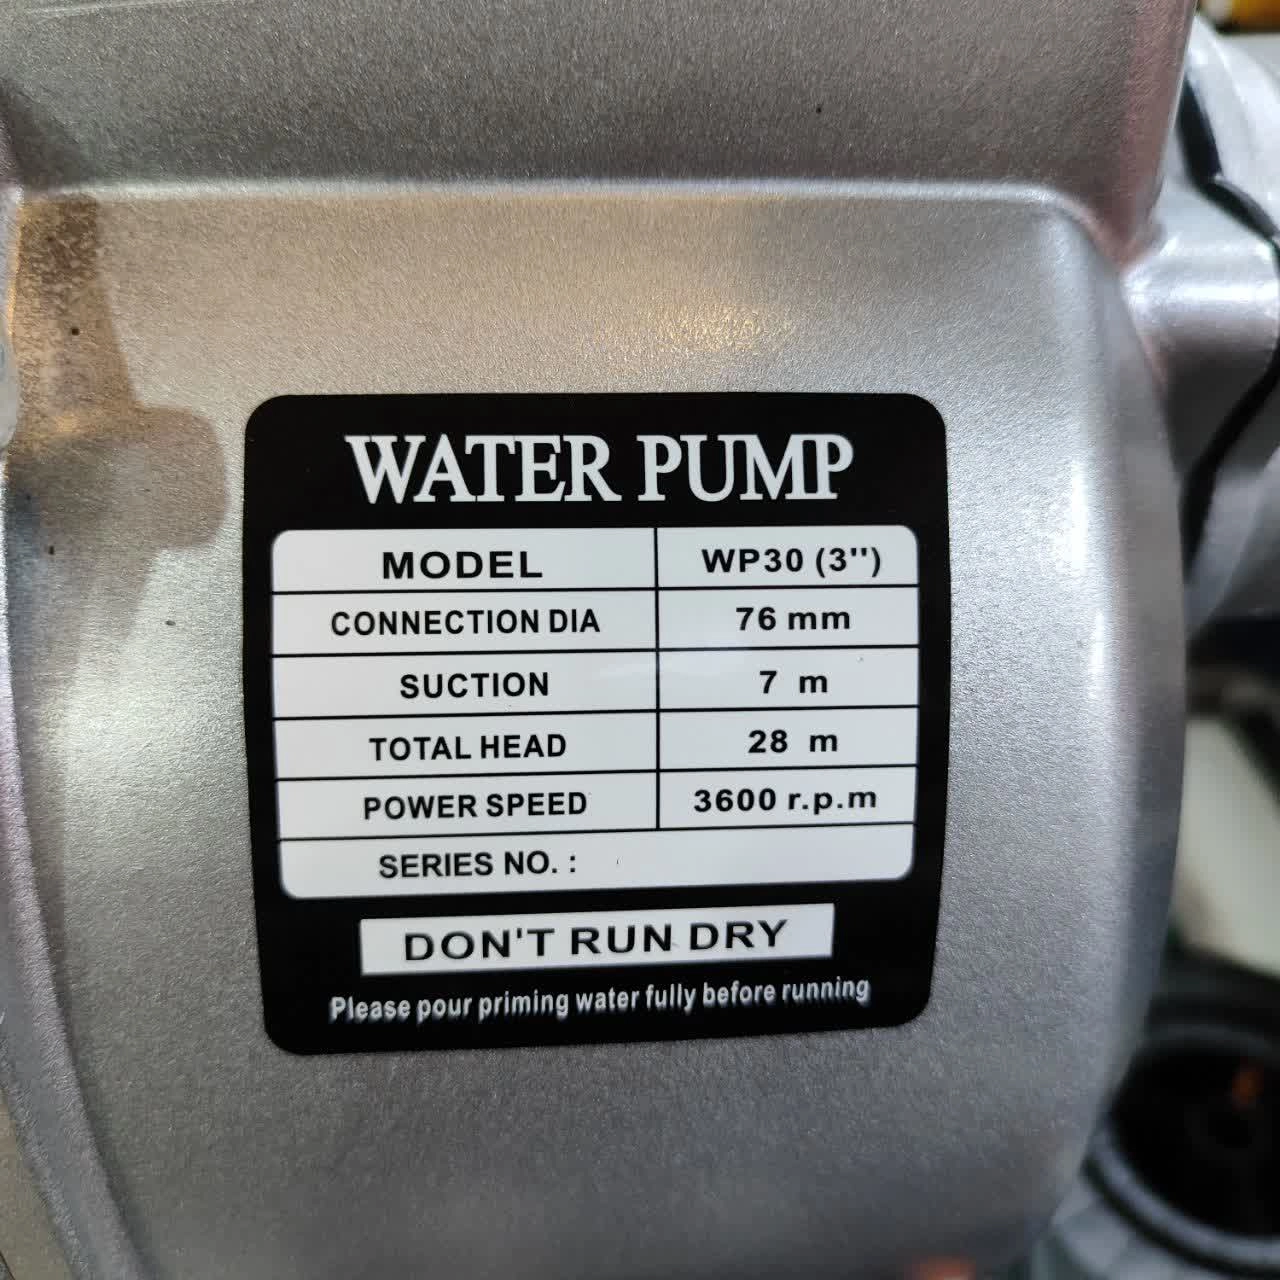 WATER PUMP
MODEL WP30 (3'')
CONNECTION DIA 76 mm
SUCTION 7 m
TOTAL HEAD 28 m
POWER SPEED 3600 r.p.m
SERIES NO. :
DON'T RUN DRY
Please pour priming water fully before running